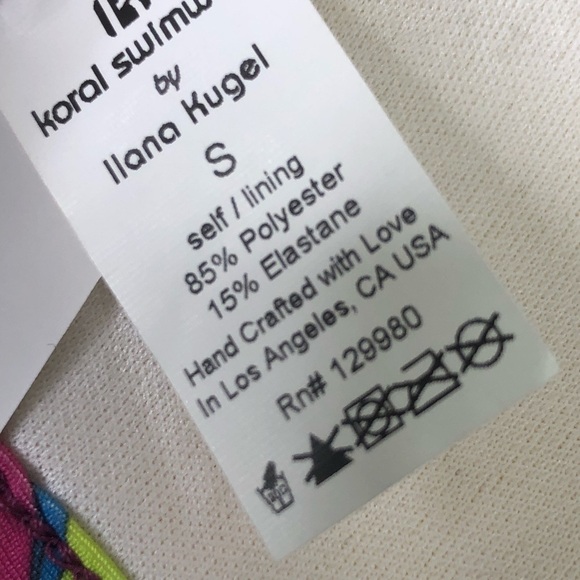 koral swimw
by
Ilana Kugel
S
self / lining
85% Polyester
15% Elastane
Hand Crafted with Love
In Los Angeles, CA USA
Rn# 129980